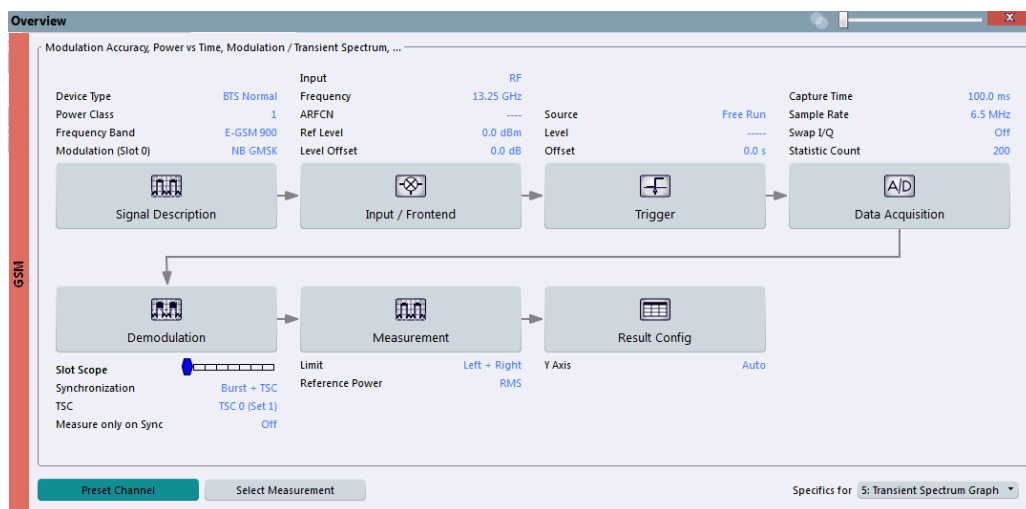 Overview
X
Modulation Accuracy, Power vs Time, Modulation / Transient Spectrum, ...
Input RF
Device Type BTS Normal Frequency 13.25 GHz Capture Time 100.0 ms
Power Class 1 ARFCN ---- Source Free Run Sample Rate 6.5 MHz
Frequency Band E-GSM 900 Ref Level 0.0 dBm Level ----- Swap I/Q Off
Modulation (Slot 0) NB GMSK Level Offset 0.0 dB Offset 0.0 s Statistic Count 200
A/D
Signal Description Input / Frontend Trigger Data Acquisition
GSM
Demodulation Measurement Result Config
Slot Scope Limit Left + Right Y Axis Auto
Synchronization Burst + TSC Reference Power RMS
TSC TSC 0 (Set 1)
Measure only on Sync Off
Preset Channel Select Measurement Specifics for 5: Transient Spectrum Graph